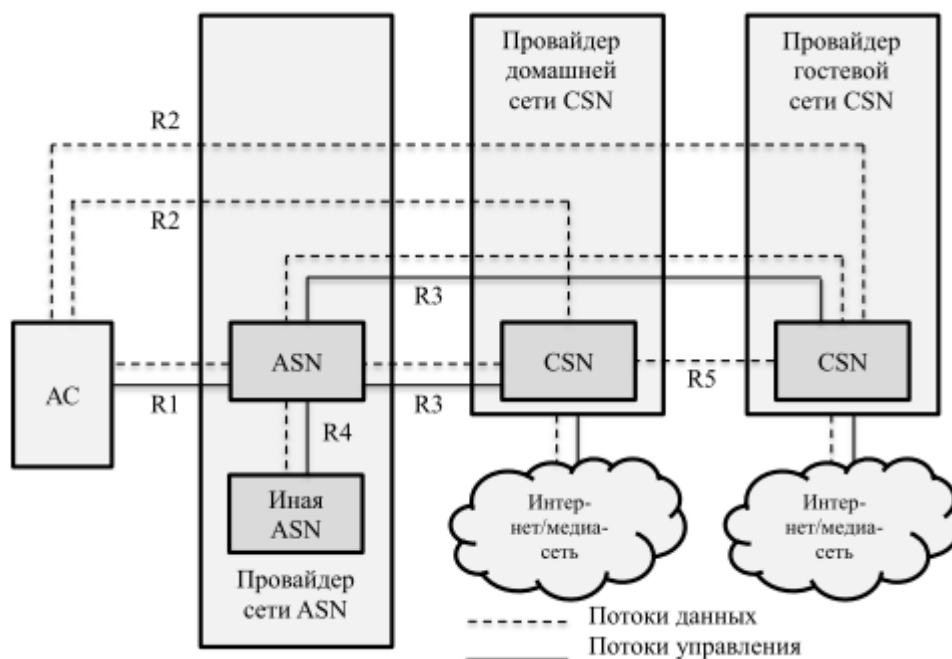 Провайдер
домашней
сети CSN
Провайдер
гостевой
сети CSN
R2
R2
R3
AC
ASN
CSN
CSN
R1
R3
R5
R4
Иная
ASN
Провайдер
сети ASN
Интер-
нет/медиа-
сеть
Интер-
нет/медиа-
сеть
Потоки данных
Потоки управления